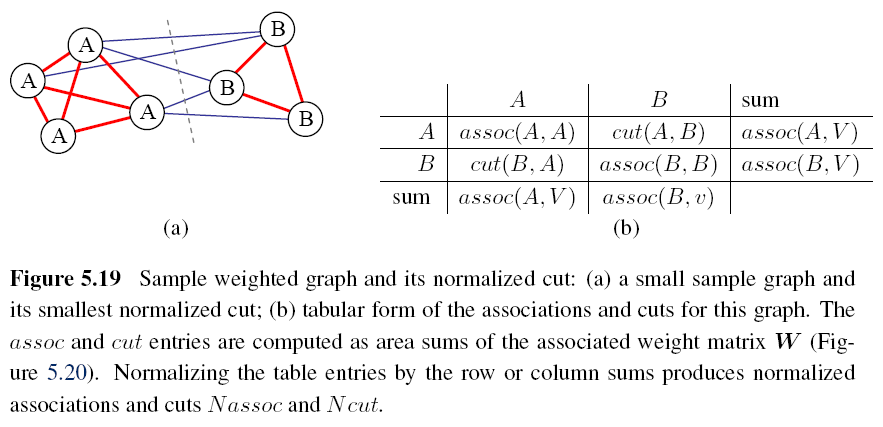 A
B
A
B
A
B
A
A B sum
A assoc(A, A) cut(A, B) assoc(A, V)
B cut(B, A) assoc(B, B) assoc(B, V)
sum assoc(A, V) assoc(B, v)
(a)
(b)
Figure 5.19 Sample weighted graph and its normalized cut: (a) a small sample graph and
its smallest normalized cut; (b) tabular form of the associations and cuts for this graph. The
assoc and cut entries are computed as area sums of the associated weight matrix W (Fig-
ure 5.20). Normalizing the table entries by the row or column sums produces normalized
associations and cuts Nassoc and Ncut.